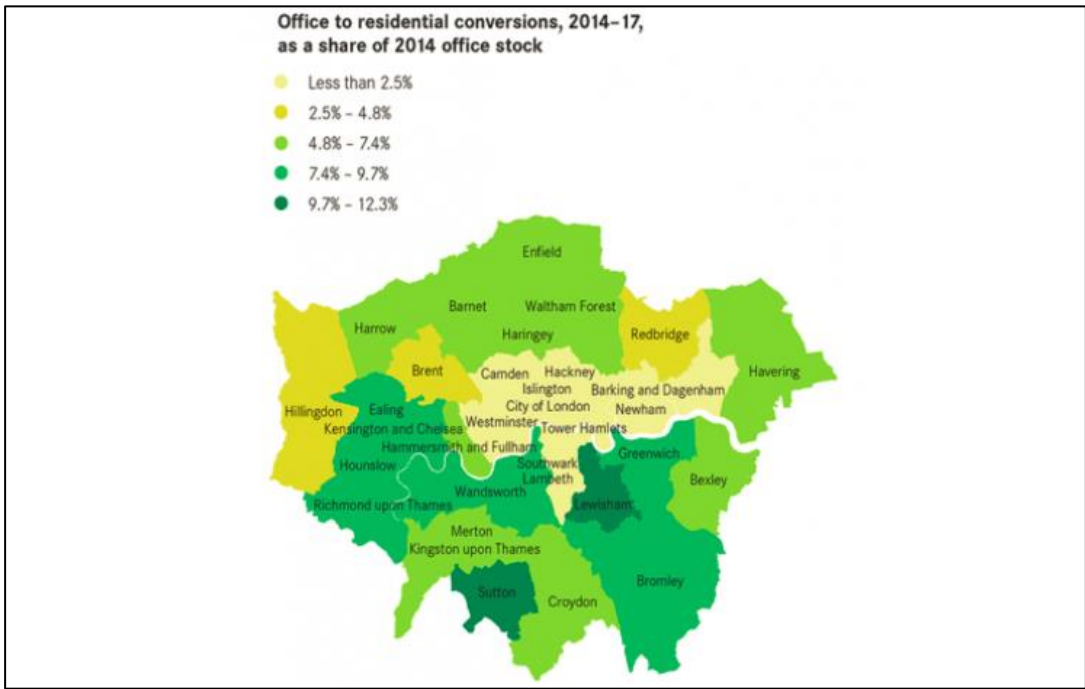 Office to residential conversions, 2014–17,
as a share of 2014 office stock
Less than 2.5%
2.5% – 4.8%
4.8% – 7.4%
7.4% – 9.7%
9.7% – 12.3%
Enfield
Barnet
Waltham Forest
Harrow
Haringey
Redbridge
Brent
Camden
Hackney
Havering
Islington
Barking and Dagenham
Hillingdon
Ealing
City of London
Newham
Kensington and Chelsea
Westminster
Tower Hamlets
Hammersmith and Fullham
Hounslow
Southwark
Greenwich
Lambeth
Bexley
Richmond upon Thames
Wandsworth
Lewisham
Merton
Kingston upon Thames
Sutton
Croydon
Bromley